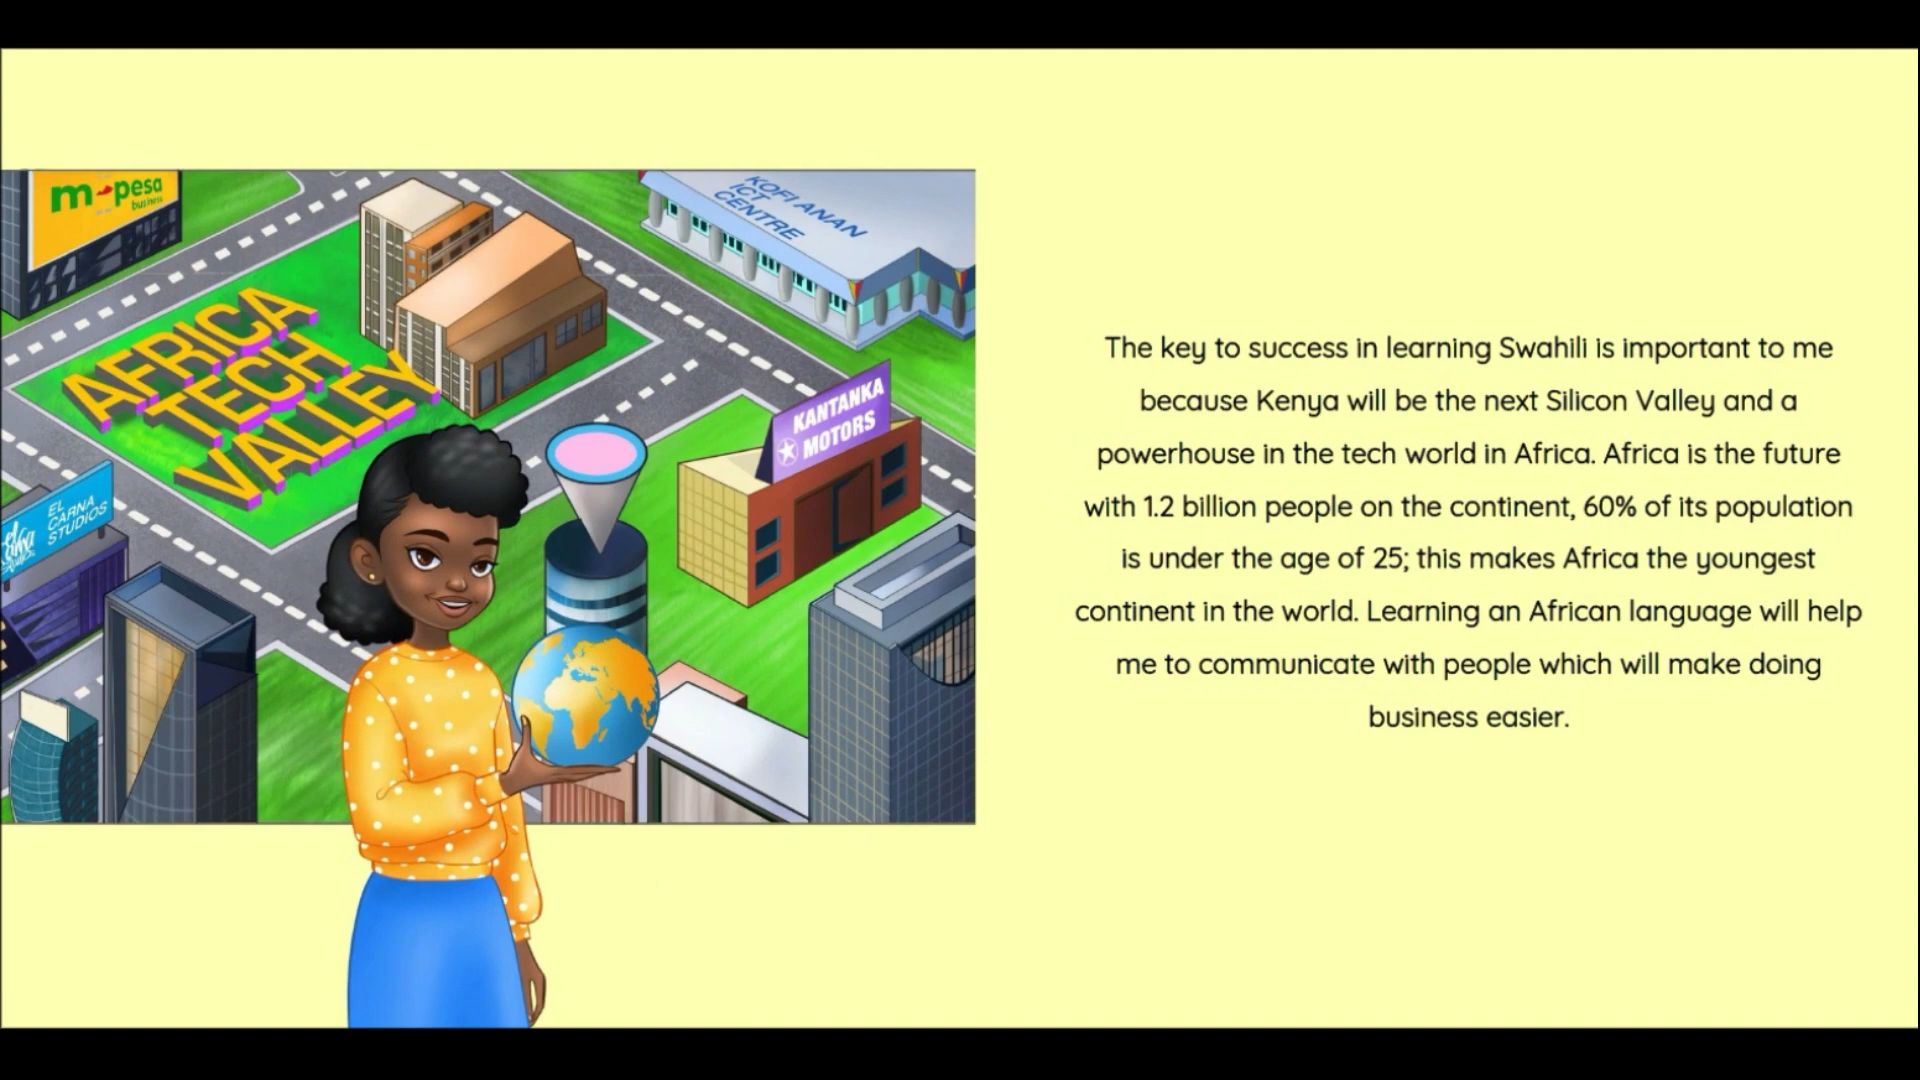 m-pesa
business
KOFI ANAN
ICT
CENTRE
AFRICA
TECH
VALLEY
KANTANKA
MOTORS
EL
CARNA
STUDIOS
The key to success in learning Swahili is important to me
because Kenya will be the next Silicon Valley and a
powerhouse in the tech world in Africa. Africa is the future
with 1.2 billion people on the continent, 60% of its population
is under the age of 25; this makes Africa the youngest
continent in the world. Learning an African language will help
me to communicate with people which will make doing
business easier.